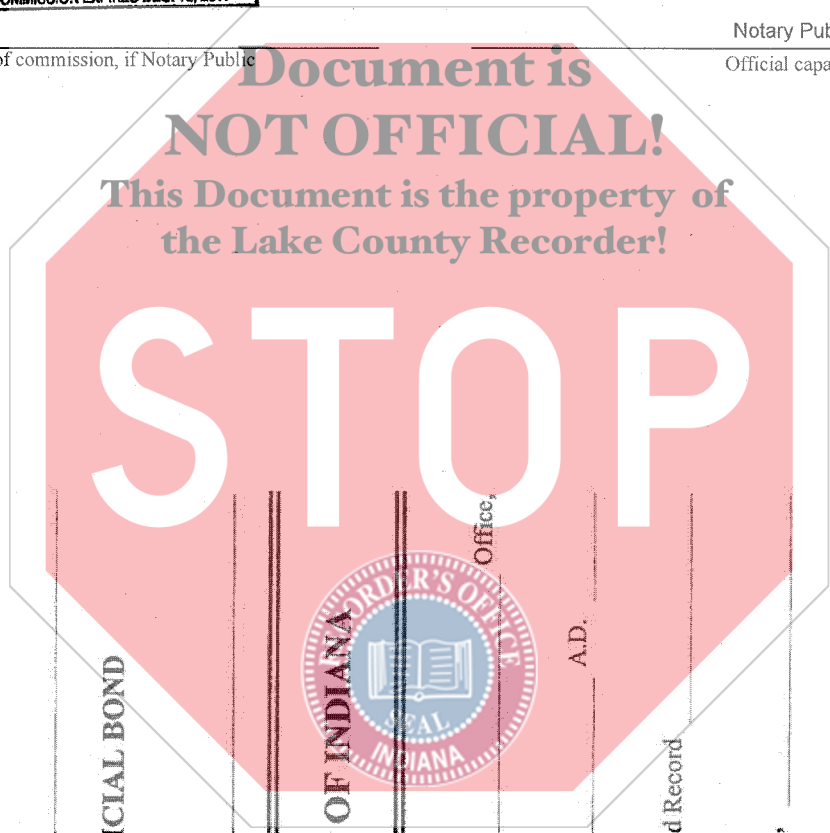 Notary Pub
of commission, if Notary Public
Official capa
Document is
NOT OFFICIAL!
This Document is the property of
the Lake County Recorder!
STOP
Office,
ORDER'S OFFICE
SEAL
INDIANA
A.D.
OF INDIANA
ICIAL BOND
d Record